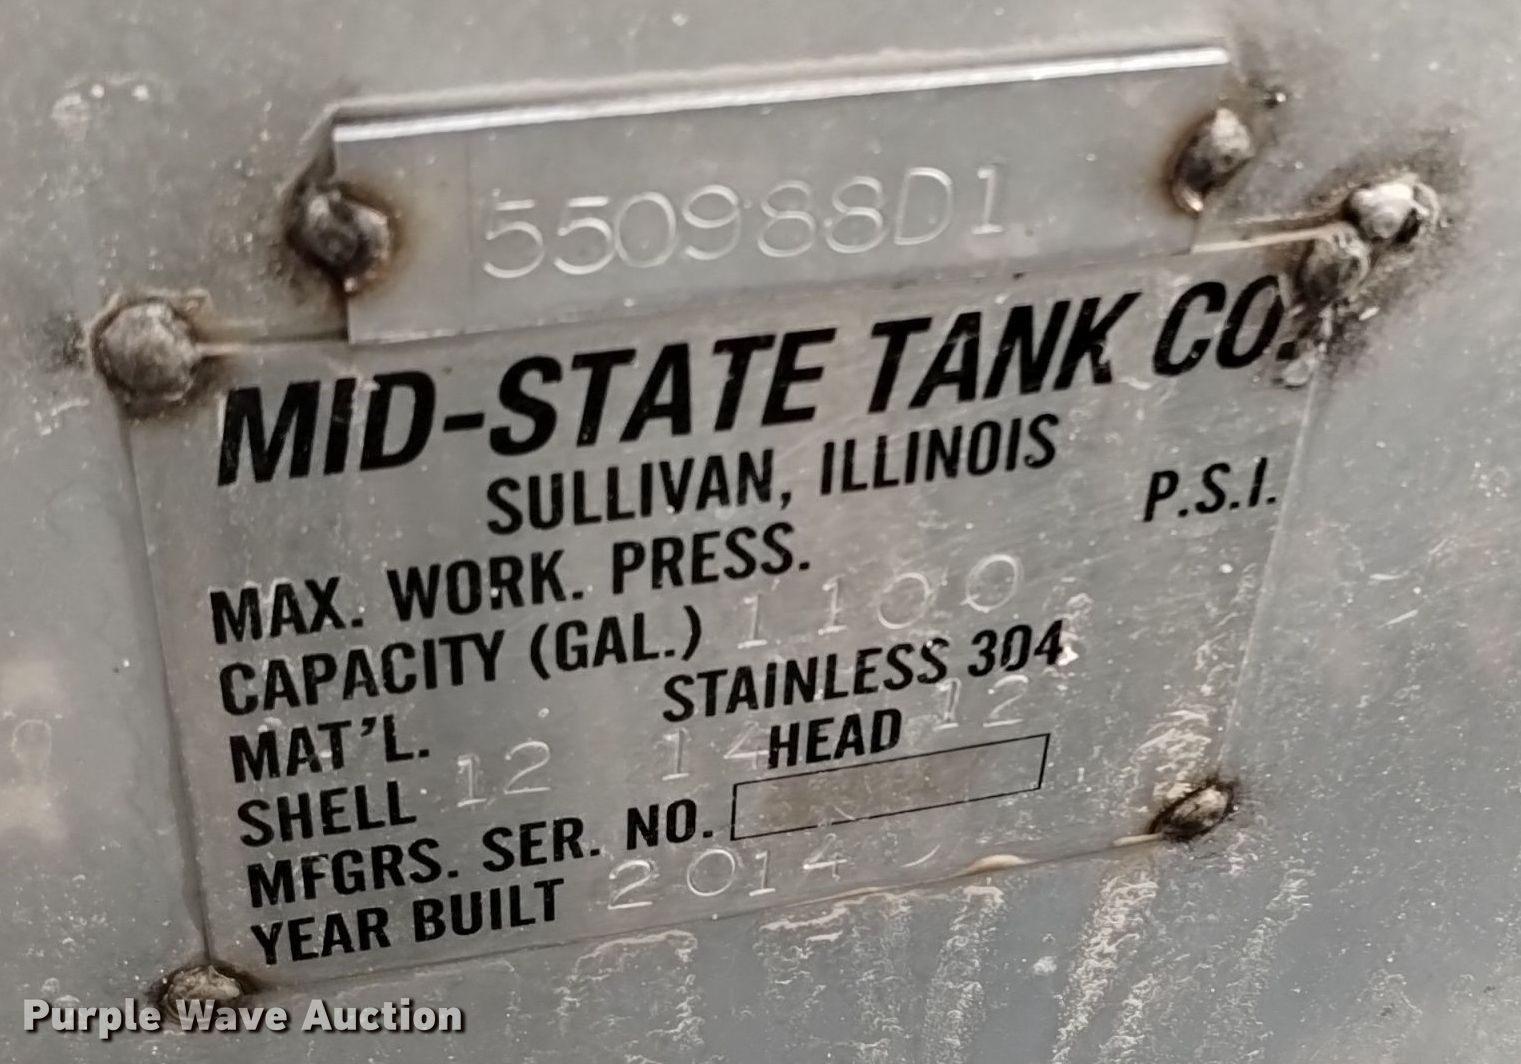 550988D1
MID-STATE TANK CO.
SULLIVAN, ILLINOIS
MAX. WORK. PRESS. P.S.I.
CAPACITY (GAL.) 1100
MAT'L. STAINLESS 304
SHELL 12 14 HEAD 12
MFGRS. SER. NO.
YEAR BUILT 2014
Purple Wave Auction